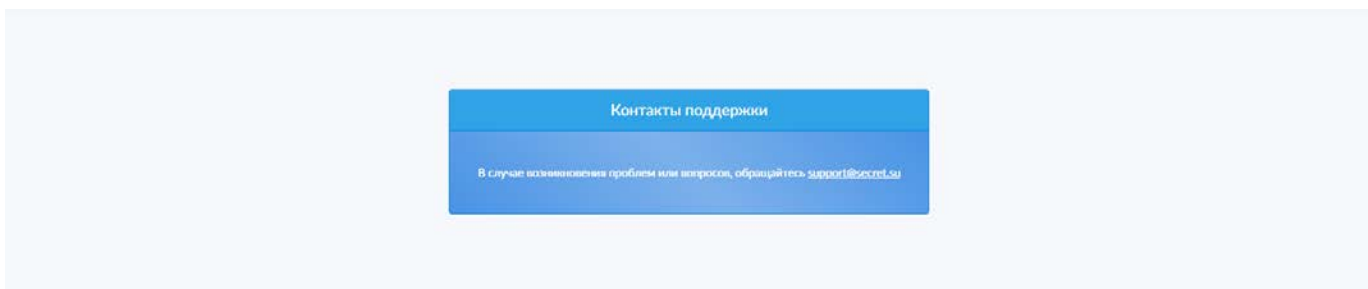 Контакты поддержки
В случае возникновения проблем или вопросов, обращайтесь support@secret.su